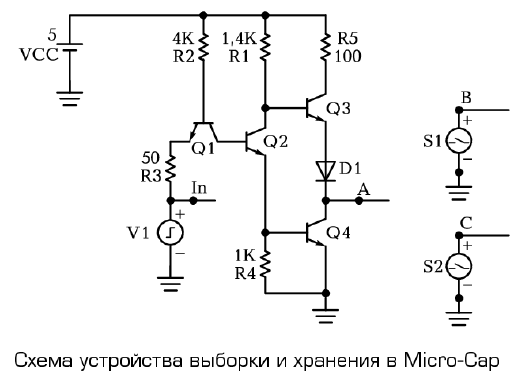 5
VCC
4K
R2
1,4K
R1
R5
100
Q3
B
+
S1
-
Q1
Q2
50
R3
D1
In
A
V1
+
-
Q4
1K
R4
C
+
S2
-
Схема устройства выборки и хранения в Micro-Cap